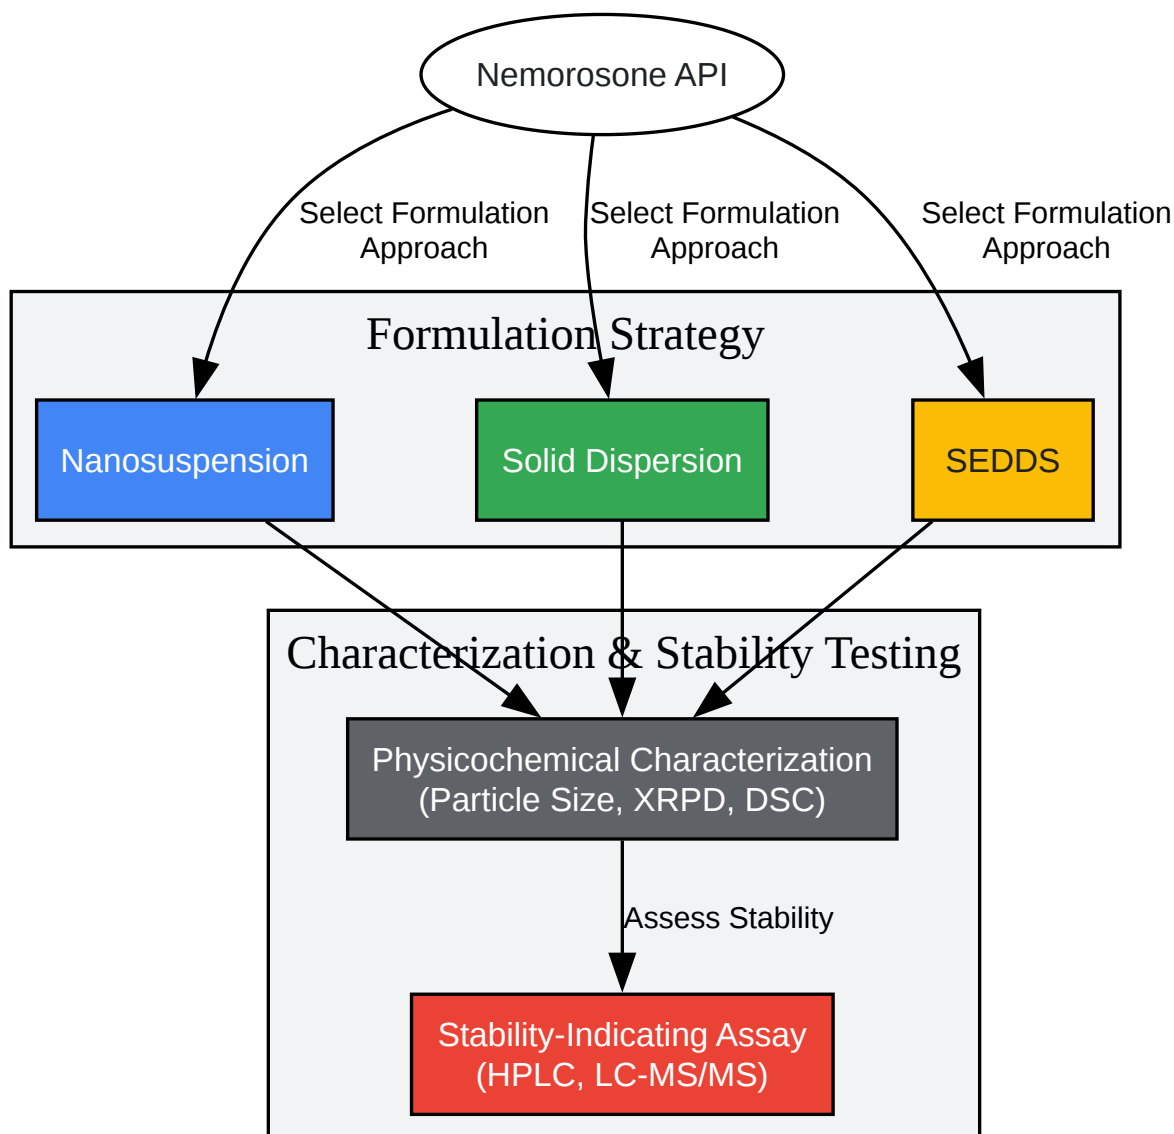 Nemorosone API
Select Formulation
Approach
Select Formulation
Approach
Select Formulation
Approach
Formulation Strategy
Nanosuspension
Solid Dispersion
SEDDS
Characterization & Stability Testing
Physicochemical Characterization
(Particle Size, XRPD, DSC)
Assess Stability
Stability-Indicating Assay
(HPLC, LC-MS/MS)